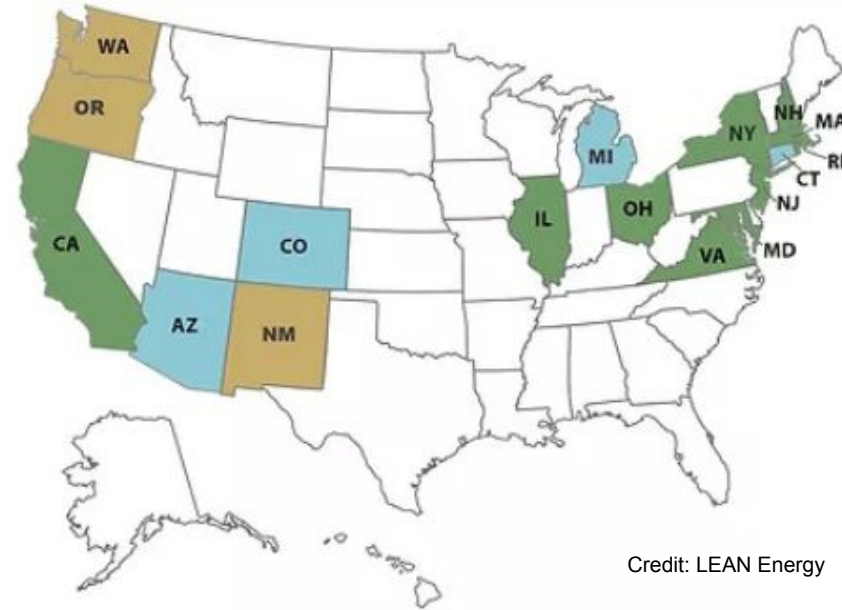 WA
OR
CA
AZ
CO
NM
IL
MI
OH
NY
NH
MA
RI
CT
NJ
MD
VA
Credit: LEAN Energy